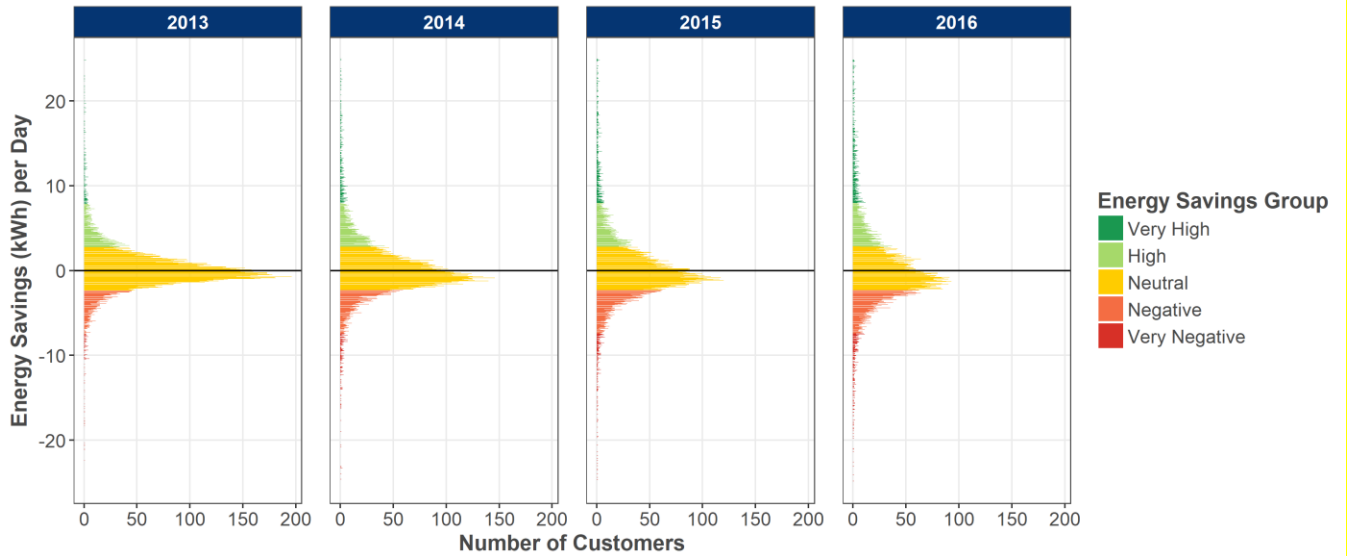 2013 2014 2015 2016
Energy Savings (kWh) per Day
20
10
0
-10
-20
0 50 100 150 200 0 50 100 150 200 0 50 100 150 200 0 50 100 150 200
Number of Customers
Energy Savings Group
Very High
High
Neutral
Negative
Very Negative